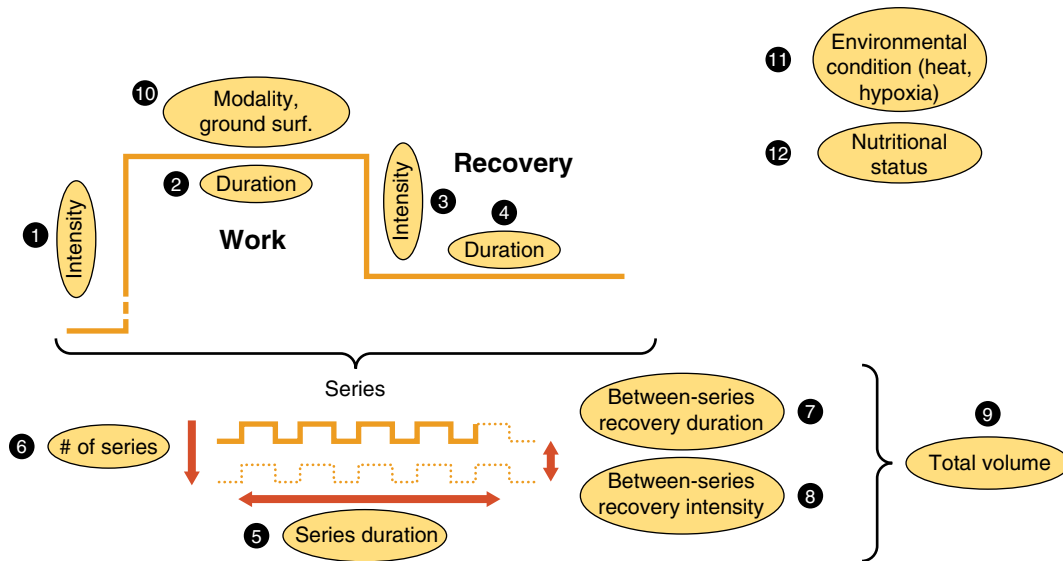 11
Environmental
condition (heat,
hypoxia)
10
Modality,
ground surf.
12
Nutritional
status
Recovery
2
Duration
3
Intensity
4
Duration
1
Intensity
Work
Series
6
# of series
Between-series
recovery duration
7
9
Total volume
Between-series
recovery intensity
8
5
Series duration